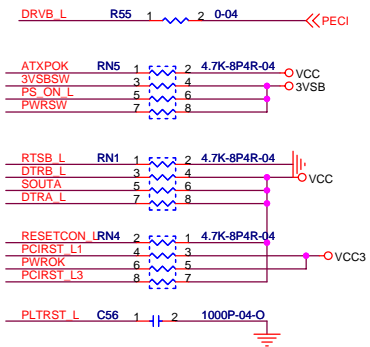 DRVB_L R55 1 2 0-04 PECI
ATXPOK RN5 1 2 4.7K-8P4R-04 VCC
3VSBSW 3 4 3VSB
PS_ON_L 5 6
PWRSW 7 8
RTSB_L RN1 1 2 4.7K-8P4R-04
DTRB_L 3 4 VCC
SOUTA 5 6
DTRA_L 7 8
RESETCON_L RN4 2 1 4.7K-8P4R-04
PCIRST_L1 4 3 VCC3
PWROK 6 5
PCIRST_L3 8 7
PLTRST_L C56 1 2 1000P-04-O